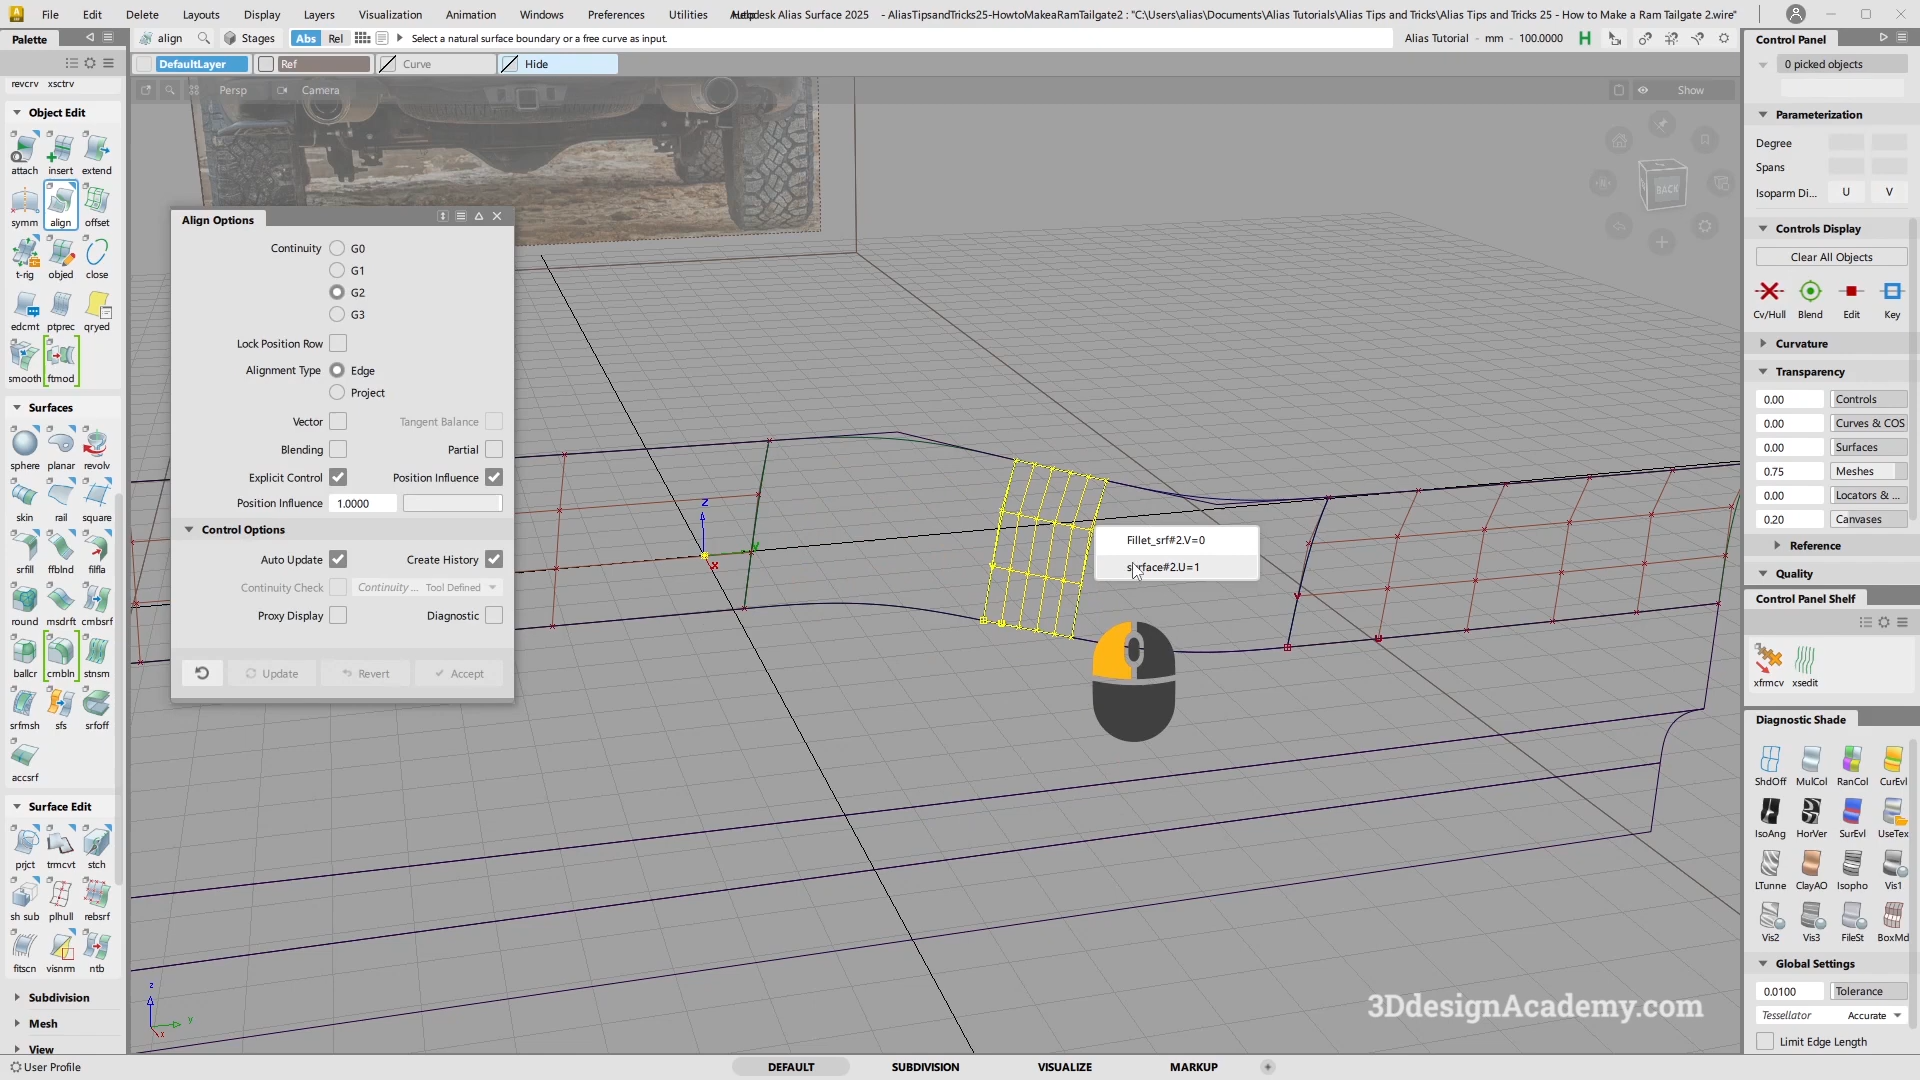 File Edit Delete Layouts Display Layers Visualization Animation Windows Preferences Utilities
Autodesk Alias Surface 2025 - AliasTipsandTricks25-HowtoMakeaRamTailgate2 : "C:\Users\alias\Documents\Alias Tutorials\Alias Tips and Tricks\Alias Tips and Tricks 25 - How to Make a Ram Tailgate 2.wire"
Palette
align Stages Abs Rel Select a natural surface boundary or a free curve as input. Alias Tutorial - mm - 100.0000 H
Control Panel
DefaultLayer Ref Curve Hide
0 picked objects
Persp Camera Show
revcrv xsctrv
Object Edit
attach insert extend
symm align offset
t-rig objed close
edcmt ptprec qryed
smooth ftmod
Surfaces
sphere planar revolv
skin rail square
srfill ffblnd filfla
round msdrft cmbsrf
ballcr cmbln stnsm
srfmsh sfs srfoff
accsrf
Surface Edit
prjct trmcvt stch
sh sub plhull rebsrf
fitscn visnrm ntb
Subdivision
Mesh
View
Align Options
Continuity G0
G1
G2
G3
Lock Position Row
Alignment Type Edge
Project
Vector Tangent Balance
Blending Partial
Explicit Control Position Influence
Position Influence 1.0000
Control Options
Auto Update Create History
Continuity Check Continuity ... Tool Defined
Proxy Display Diagnostic
Update Revert Accept
Z
X
BACK
Fillet_srf#2.V=0
surface#2.U=1
V
U
z
y
x
3DdesignAcademy.com
Parameterization
Degree
Spans
Isoparm Di... U V
Controls Display
Clear All Objects
Cv/Hull Blend Edit Key
Curvature
Transparency
0.00 Controls
0.00 Curves & COS
0.00 Surfaces
0.75 Meshes
0.00 Locators & ...
0.20 Canvases
Reference
Quality
Control Panel Shelf
xfrmcv xsedit
Diagnostic Shade
ShdOff MulCol RanCol CurEvl
IsoAng HorVer SurEvl UseTex
LTunne ClayAO Isopho Vis1
Vis2 Vis3 FileSt BoxMd
Global Settings
0.0100 Tolerance
Tessellator Accurate
Limit Edge Length
User Profile
DEFAULT SUBDIVISION VISUALIZE MARKUP +